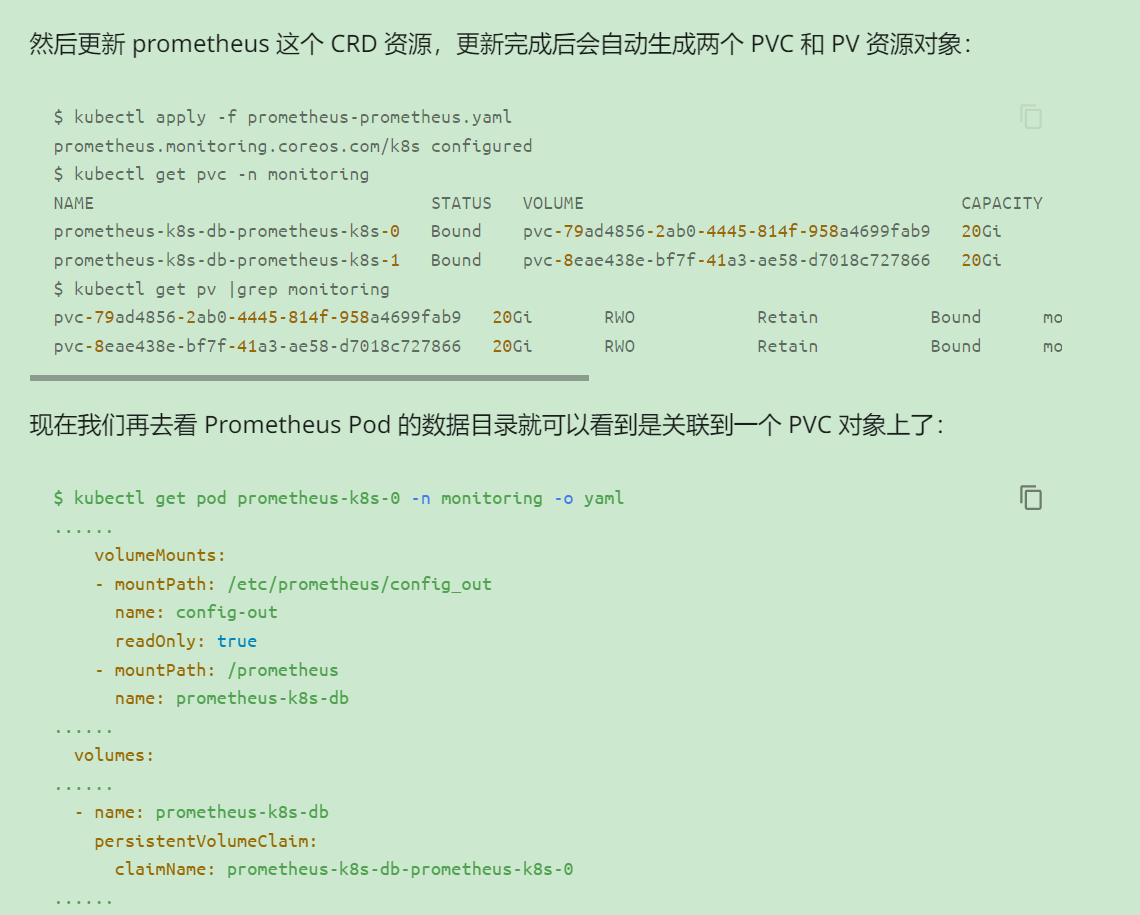 然后更新 prometheus 这个 CRD 资源，更新完成后会自动生成两个 PVC 和 PV 资源对象：
$ kubectl apply -f prometheus-prometheus.yaml
prometheus.monitoring.coreos.com/k8s configured
$ kubectl get pvc -n monitoring
NAME                                 STATUS   VOLUME                                     CAPACITY
prometheus-k8s-db-prometheus-k8s-0   Bound    pvc-79ad4856-2ab0-4445-814f-958a4699fab9   20Gi
prometheus-k8s-db-prometheus-k8s-1   Bound    pvc-8eae438e-bf7f-41a3-ae58-d7018c727866   20Gi
$ kubectl get pv |grep monitoring
pvc-79ad4856-2ab0-4445-814f-958a4699fab9   20Gi       RWO            Retain           Bound      mo
pvc-8eae438e-bf7f-41a3-ae58-d7018c727866   20Gi       RWO            Retain           Bound      mo
现在我们再去看 Prometheus Pod 的数据目录就可以看到是关联到一个 PVC 对象上了：
$ kubectl get pod prometheus-k8s-0 -n monitoring -o yaml
......
    volumeMounts:
    - mountPath: /etc/prometheus/config_out
      name: config-out
      readOnly: true
    - mountPath: /prometheus
      name: prometheus-k8s-db
......
  volumes:
......
  - name: prometheus-k8s-db
    persistentVolumeClaim:
      claimName: prometheus-k8s-db-prometheus-k8s-0
......